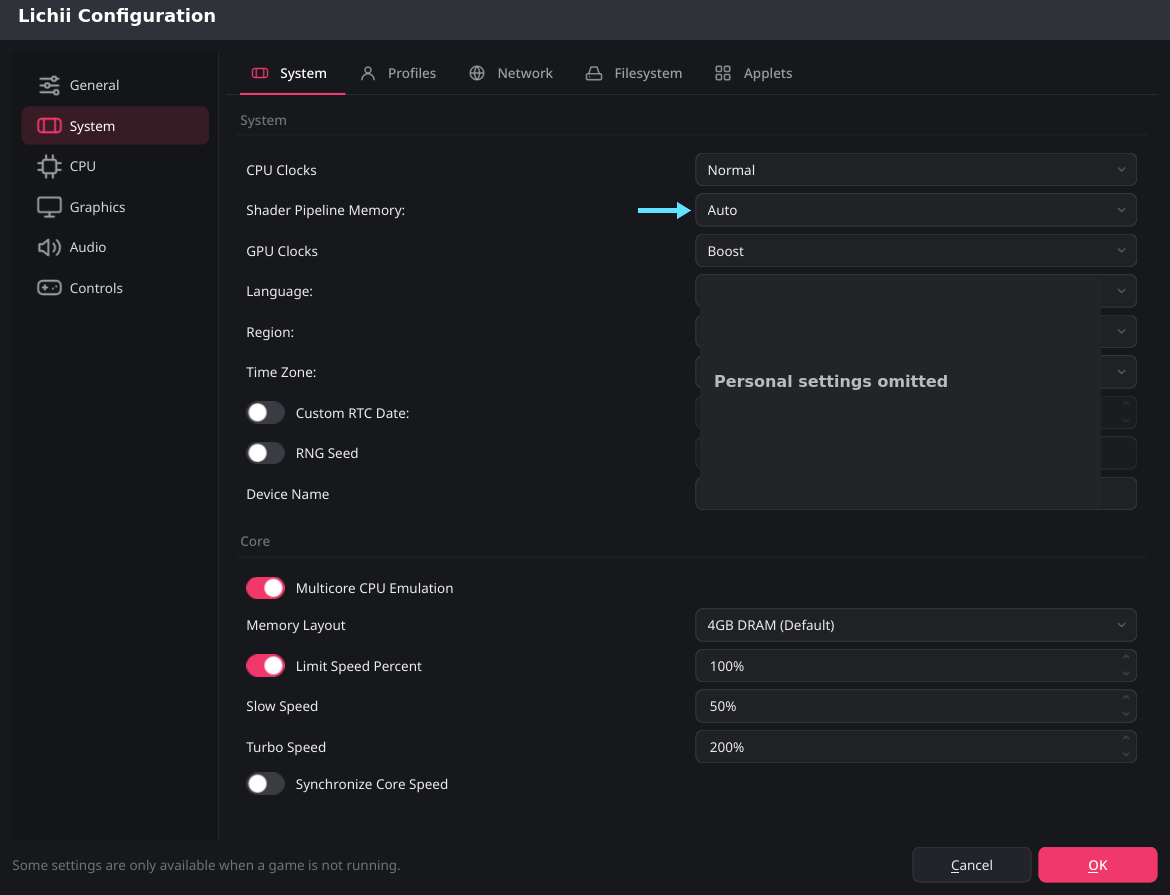 Lichii Configuration
General
System
CPU
Graphics
Audio
Controls
System
Profiles
Network
Filesystem
Applets
System
CPU Clocks
Normal
Shader Pipeline Memory:
Auto
GPU Clocks
Boost
Language:
Region:
Time Zone:
Personal settings omitted
Custom RTC Date:
RNG Seed
Device Name
Core
Multicore CPU Emulation
Memory Layout
4GB DRAM (Default)
Limit Speed Percent
100%
Slow Speed
50%
Turbo Speed
200%
Synchronize Core Speed
Some settings are only available when a game is not running.
Cancel
OK